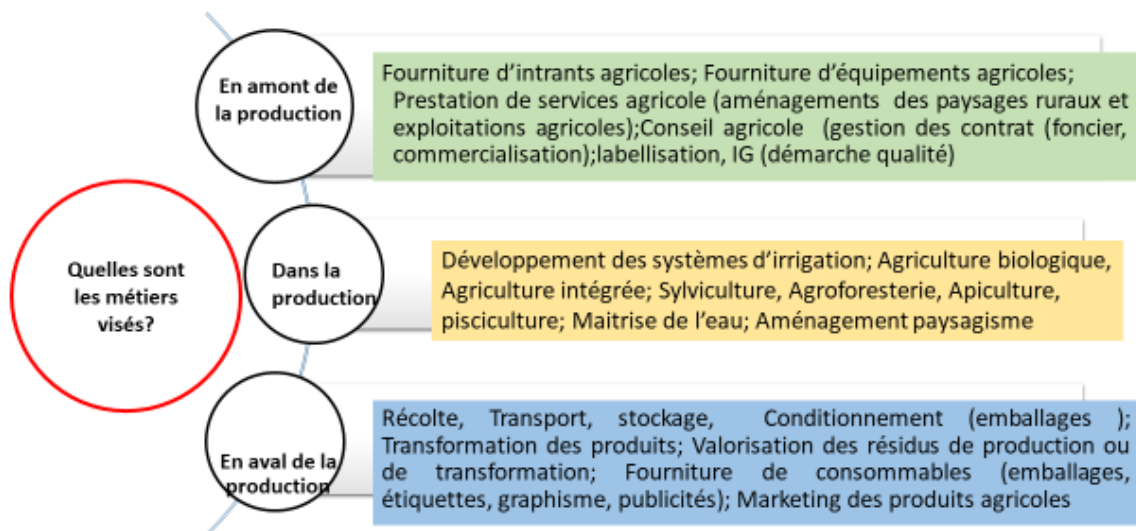 Quelles sont
les métiers
visés?
En amont de
la production
Fourniture d'intrants agricoles; Fourniture d'équipements agricoles;
Prestation de services agricole (aménagements des paysages ruraux et
exploitations agricoles);Conseil agricole (gestion des contrat (foncier,
commercialisation);labellisation, IG (démarche qualité)
Dans la
production
Développement des systèmes d'irrigation; Agriculture biologique,
Agriculture intégrée; Sylviculture, Agroforesterie, Apiculture,
pisciculture; Maitrise de l'eau; Aménagement paysagisme
En aval de la
production
Récolte, Transport, stockage, Conditionnement (emballages );
Transformation des produits; Valorisation des résidus de production ou
de transformation; Fourniture de consommables (emballages,
étiquettes, graphisme, publicités); Marketing des produits agricoles